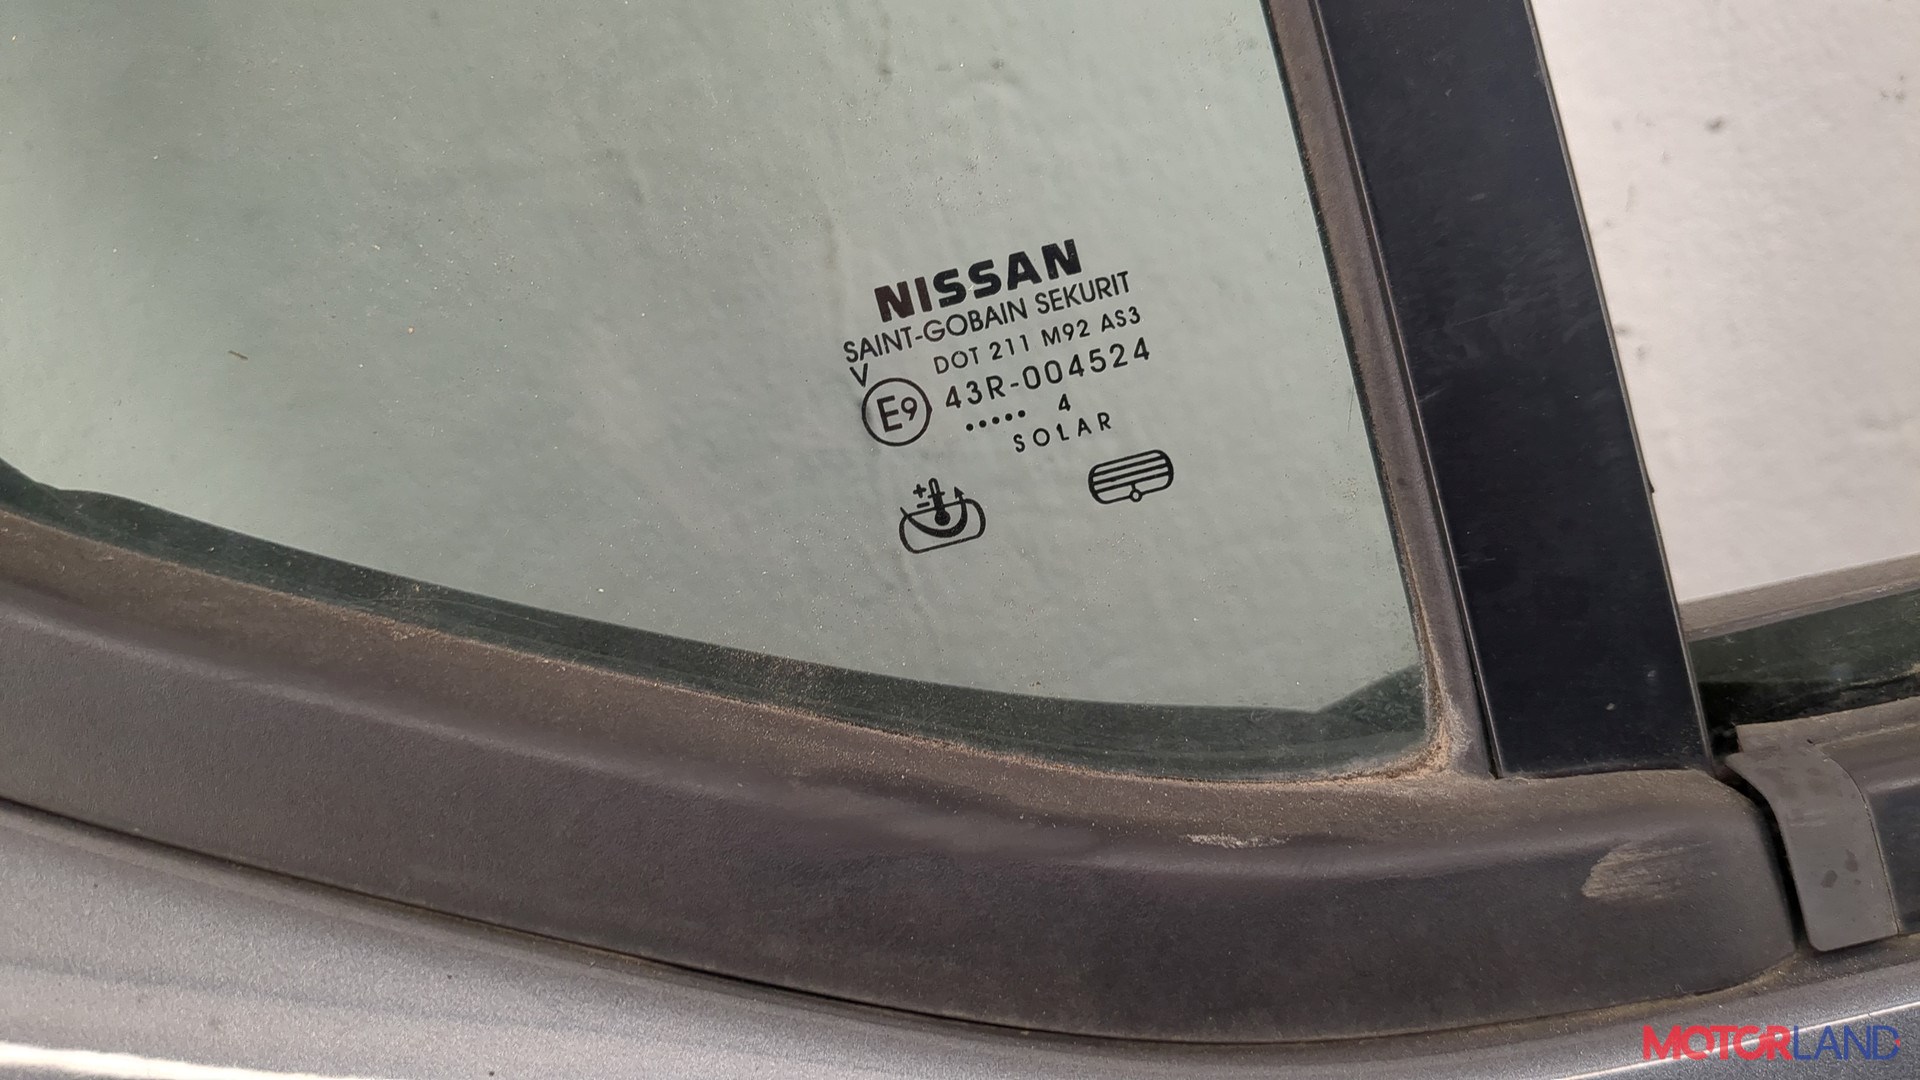 NISSAN
SAINT-GOBAIN SEKURIT
DOT 211 M92 AS3
V
E9 43R-004524
..... 4
SOLAR
+
-
MOTORLAND